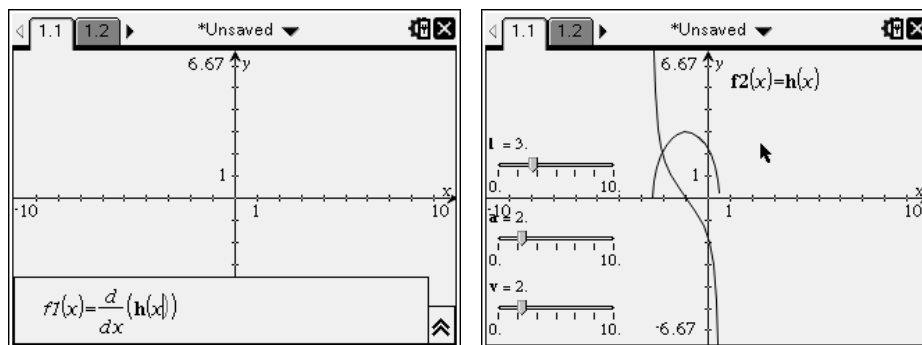 1.1 1.2 *Unsaved
6.67 y
1
x
-10 1 10
f1(x)=d/dx(h(x))
1.1 1.2 *Unsaved
6.67 y
f2(x)=h(x)
l = 3.
1
0. 10.
x
-10 1 10
a = 2.
0. 10.
v = 2.
0. 10.
-6.67